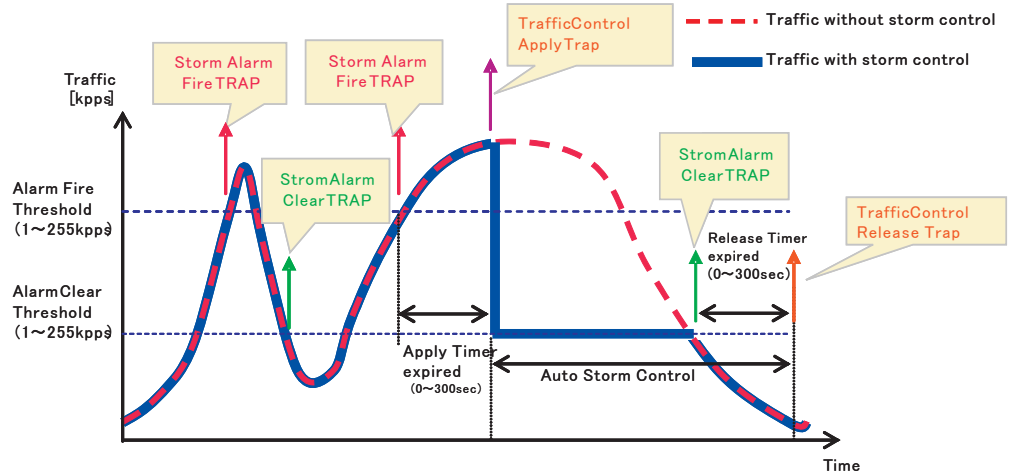 Traffic without storm control
Traffic with storm control
TrafficControl
ApplyTrap
Storm Alarm
FireTRAP
Storm Alarm
FireTRAP
Traffic
[kpps]
StromAlarm
ClearTRAP
StromAlarm
ClearTRAP
Alarm Fire
Threshold
(1～255kpps)
TrafficControl
Release Trap
Release Timer
expired
(0～300sec)
AlarmClear
Threshold
(1～255kpps)
Apply Timer
expired
(0～300sec)
Auto Storm Control
Time